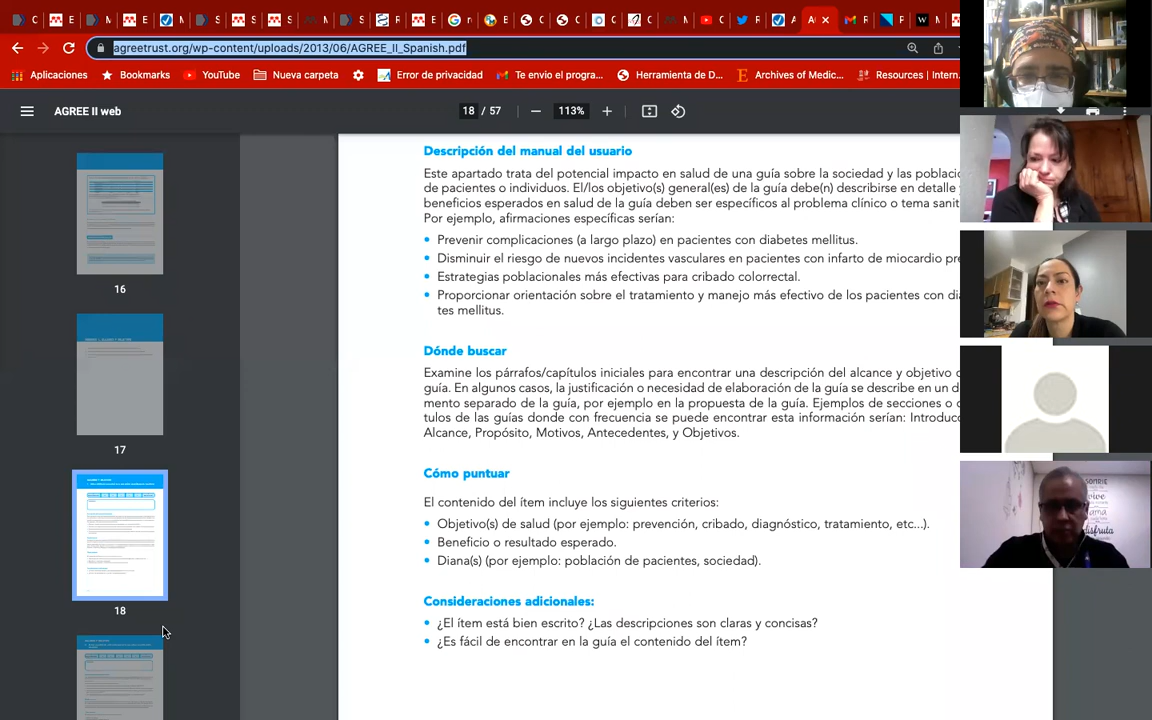 agreetrust.org/wp-content/uploads/2013/06/AGREE_II_Spanish.pdf
Aplicaciones Bookmarks YouTube Nueva carpeta Error de privacidad Te envio el progra... Herramienta de D... Archives of Medic... Resources | Intern...
AGREE II web 18 / 57 113%
16
17
18
Descripción del manual del usuario
Este apartado trata del potencial impacto en salud de una guía sobre la sociedad y las poblacio
de pacientes o individuos. El/los objetivo(s) general(es) de la guía debe(n) describirse en detalle
beneficios esperados en salud de la guía deben ser específicos al problema clínico o tema sanit
Por ejemplo, afirmaciones específicas serían:
• Prevenir complicaciones (a largo plazo) en pacientes con diabetes mellitus.
• Disminuir el riesgo de nuevos incidentes vasculares en pacientes con infarto de miocardio pre
• Estrategias poblacionales más efectivas para cribado colorrectal.
• Proporcionar orientación sobre el tratamiento y manejo más efectivo de los pacientes con dia
tes mellitus.
Dónde buscar
Examine los párrafos/capítulos iniciales para encontrar una descripción del alcance y objetivo
guía. En algunos casos, la justificación o necesidad de elaboración de la guía se describe en un d
mento separado de la guía, por ejemplo en la propuesta de la guía. Ejemplos de secciones o
tulos de las guías donde con frecuencia se puede encontrar esta información serían: Introducc
Alcance, Propósito, Motivos, Antecedentes, y Objetivos.
Cómo puntuar
El contenido del ítem incluye los siguientes criterios:
• Objetivo(s) de salud (por ejemplo: prevención, cribado, diagnóstico, tratamiento, etc...).
• Beneficio o resultado esperado.
• Diana(s) (por ejemplo: población de pacientes, sociedad).
Consideraciones adicionales:
• ¿El ítem está bien escrito? ¿Las descripciones son claras y concisas?
• ¿Es fácil de encontrar en la guía el contenido del ítem?
SONRIE
vive
ama
disfruta